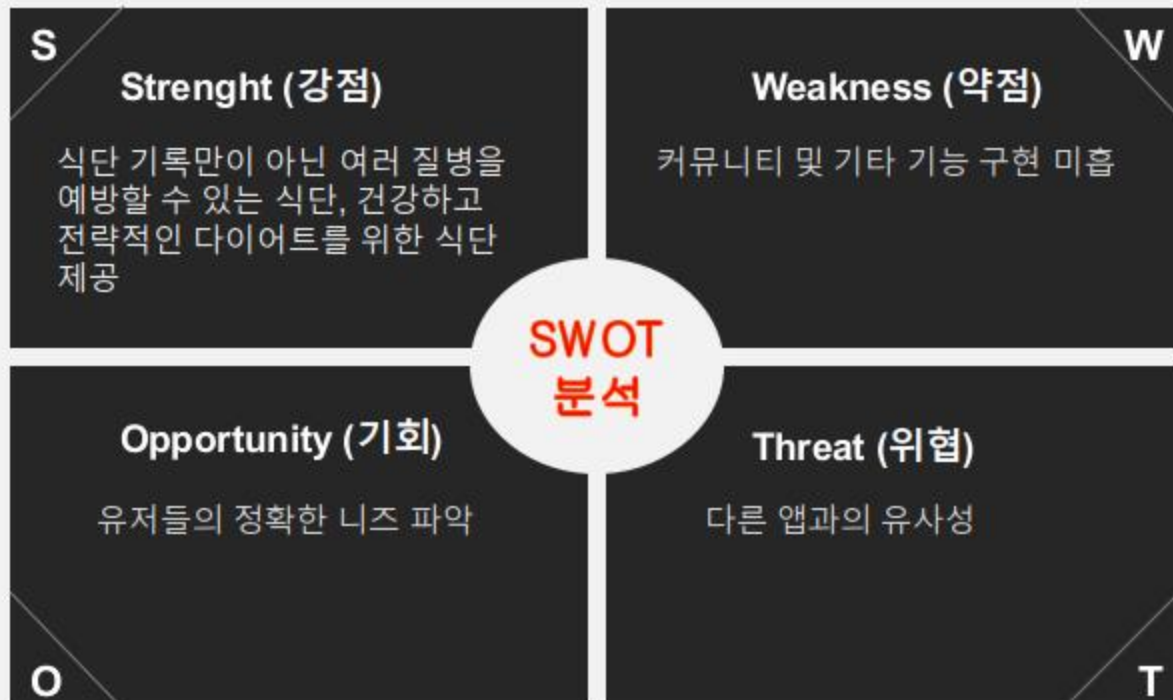 S
Strenght (강점)
식단 기록만이 아닌 여러 질병을
예방할 수 있는 식단, 건강하고
전략적인 다이어트를 위한 식단
제공
W
Weakness (약점)
커뮤니티 및 기타 기능 구현 미흡
SWOT
분석
Opportunity (기회)
유저들의 정확한 니즈 파악
O
Threat (위협)
다른 앱과의 유사성
T